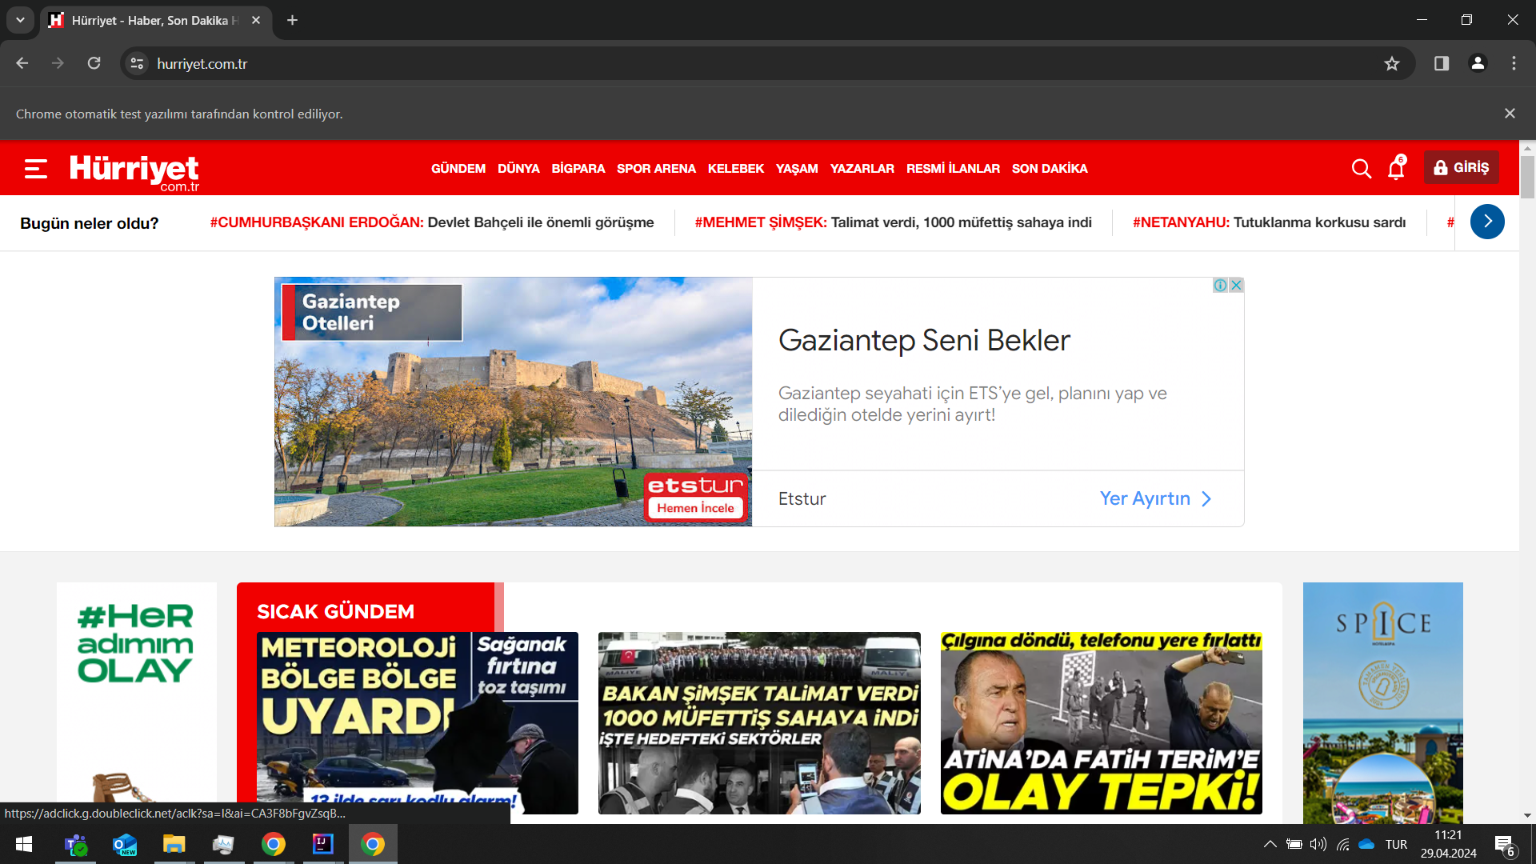 Hürriyet - Haber, Son Dakika H
hurriyet.com.tr
Chrome otomatik test yazılımı tarafından kontrol ediliyor.
Hürriyet
com.tr
GÜNDEM DÜNYA BİGPARA SPOR ARENA KELEBEK YAŞAM YAZARLAR RESMİ İLANLAR SON DAKİKA
6
GİRİŞ
Bugün neler oldu?
#CUMHURBAŞKANI ERDOĞAN: Devlet Bahçeli ile önemli görüşme
#MEHMET ŞİMŞEK: Talimat verdi, 1000 müfettiş sahaya indi
#NETANYAHU: Tutuklanma korkusu sardı
#
Gaziantep
Otelleri
etstur
Hemen İncele
Gaziantep Seni Bekler
Gaziantep seyahati için ETS'ye gel, planını yap ve
dilediğin otelde yerini ayırt!
Etstur
Yer Ayırtın
#HeR
adımım
OLAY
SICAK GÜNDEM
METEOROLOJİ
BÖLGE BÖLGE
UYARDI
Sağanak
fırtına
toz taşımı
12 ilde sarı kodlu alarm!
MALİYE
MALİYE
BAKAN ŞİMŞEK TALİMAT VERDİ
1000 MÜFETTİŞ SAHAYA İNDİ
İŞTE HEDEFTEKİ SEKTÖRLER
Çılgına döndü, telefonu yere fırlattı
ATİNA'DA FATİH TERİM'E
OLAY TEPKİ!
SPICE
https://adclick.g.doubleclick.net/aclk?sa=l&ai=CA3F8bFgvZsqB...
NEW
IJ
TUR
11:21
29.04.2024
6